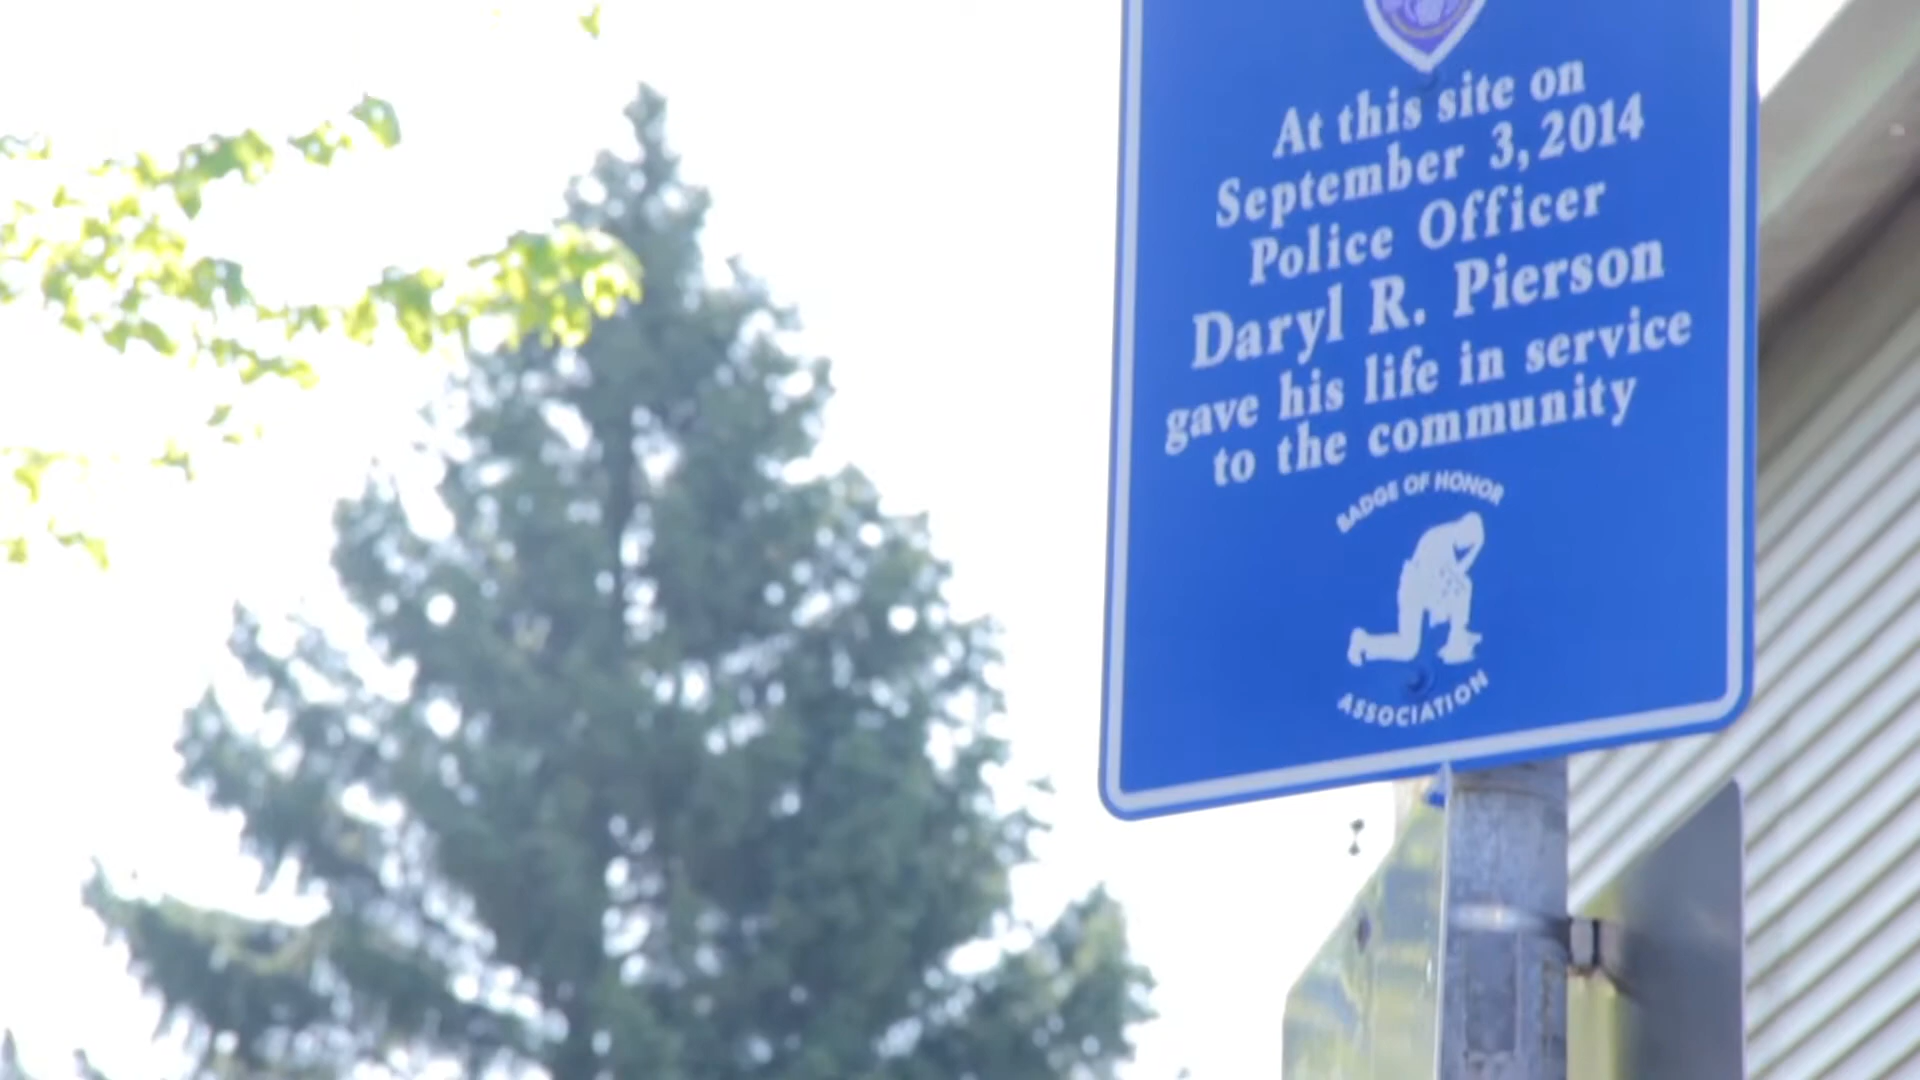 At this site on
September 3, 2014
Police Officer
Daryl R. Pierson
gave his life in service
to the community
BADGE OF HONOR
ASSOCIATION